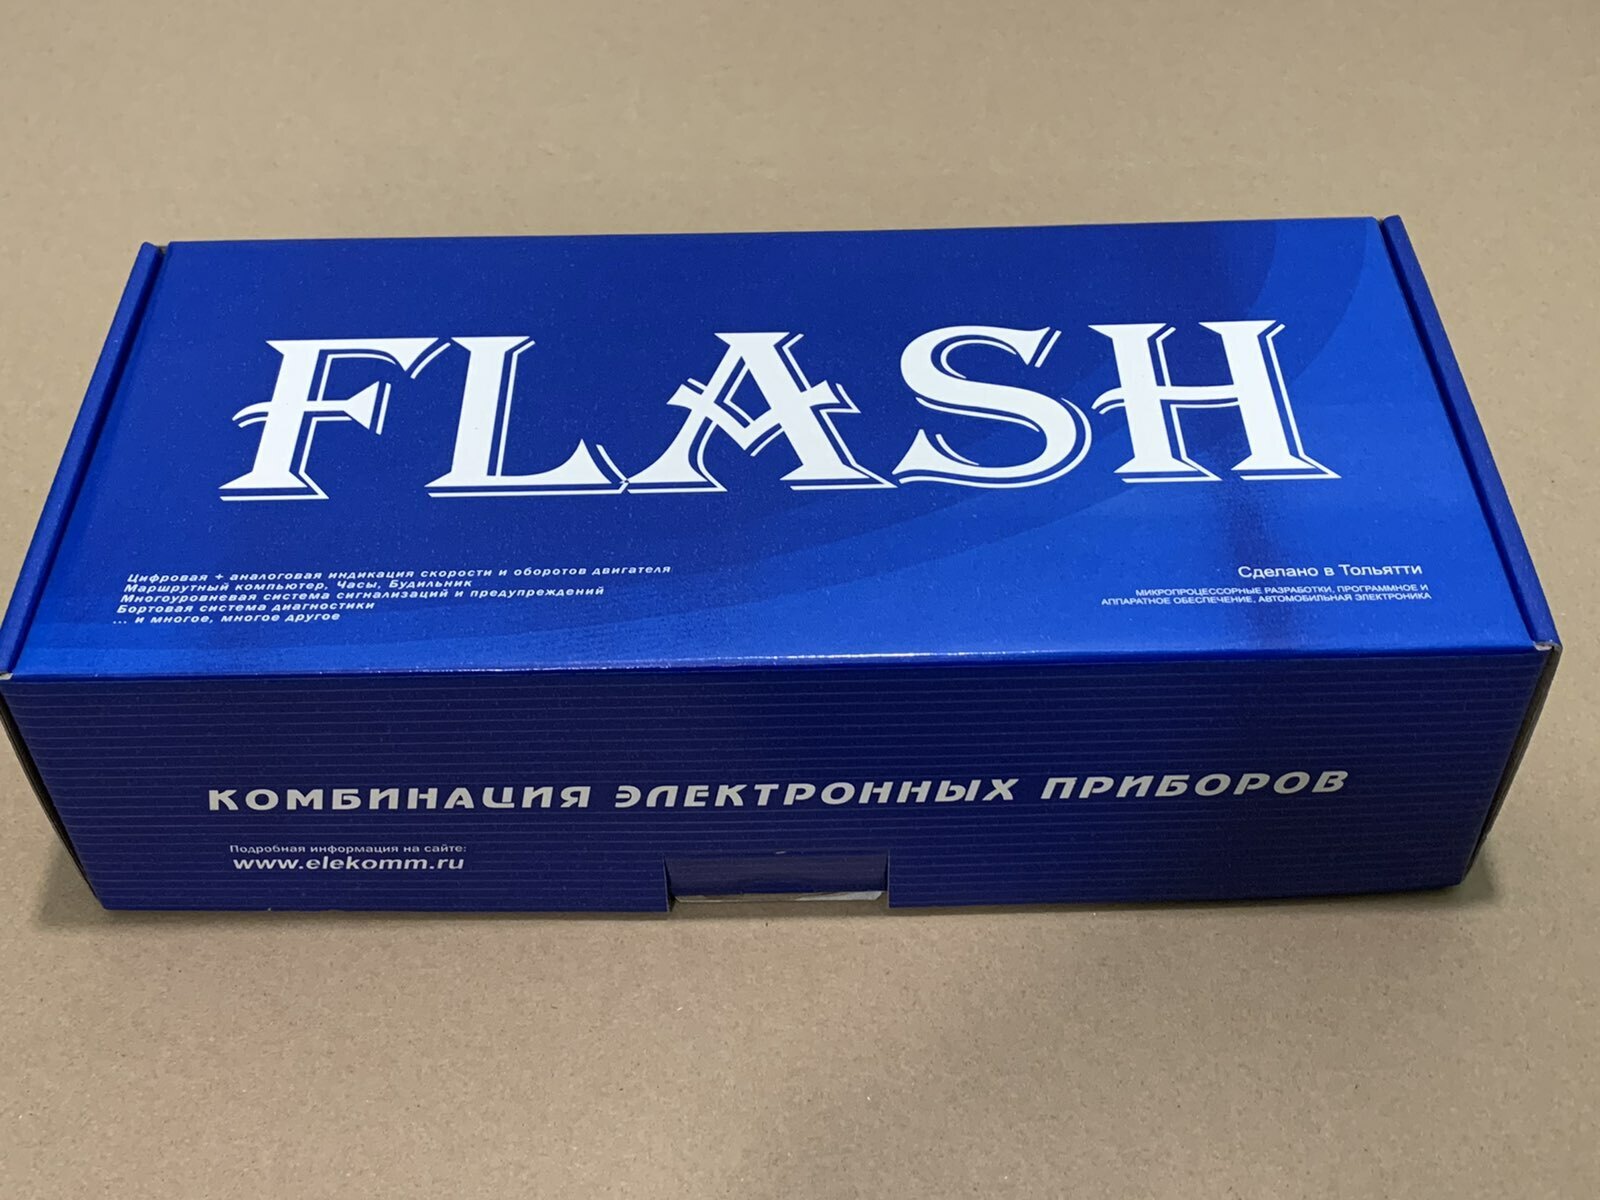 FLASH
Цифровая + аналоговая индикация скорости и оборотов двигателя
Маршрутный компьютер, Часы, Будильник
Многоуровневая система сигнализаций и предупреждений
Бортовая система диагностики
... и многое, многое другое
Сделано в Тольятти
МИКРОПРОЦЕССОРНЫЕ РАЗРАБОТКИ, ПРОГРАММНОЕ И
АППАРАТНОЕ ОБЕСПЕЧЕНИЕ, АВТОМОБИЛЬНАЯ ЭЛЕКТРОНИКА
КОМБИНАЦИЯ ЭЛЕКТРОННЫХ ПРИБОРОВ
Подробная информация на сайте:
www.elekomm.ru